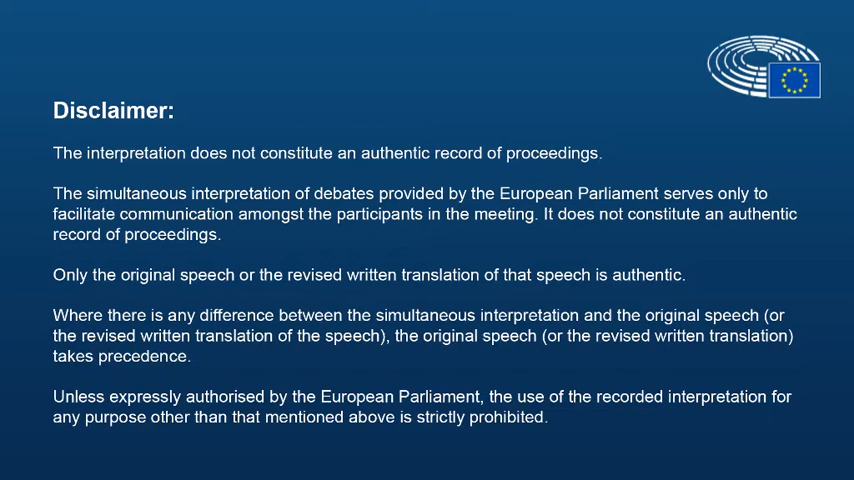 Disclaimer:
The interpretation does not constitute an authentic record of proceedings.
The simultaneous interpretation of debates provided by the European Parliament serves only to
facilitate communication amongst the participants in the meeting. It does not constitute an authentic
record of proceedings.
Only the original speech or the revised written translation of that speech is authentic.
Where there is any difference between the simultaneous interpretation and the original speech (or
the revised written translation of the speech), the original speech (or the revised written translation)
takes precedence.
Unless expressly authorised by the European Parliament, the use of the recorded interpretation for
any purpose other than that mentioned above is strictly prohibited.